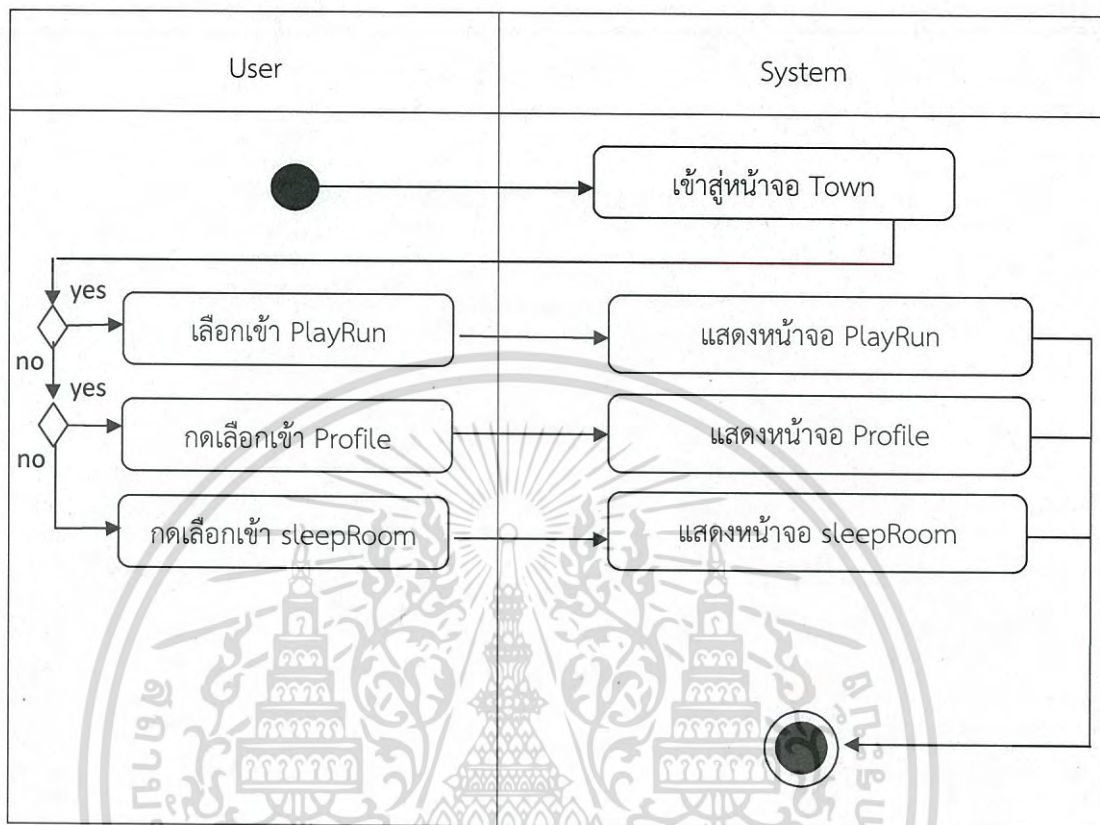 User
System
เข้าสู่หน้าจอ Town
yes
เลือกเข้า PlayRun
แสดงหน้าจอ PlayRun
no
yes
กดเลือกเข้า Profile
แสดงหน้าจอ Profile
no
กดเลือกเข้า sleepRoom
แสดงหน้าจอ sleepRoom